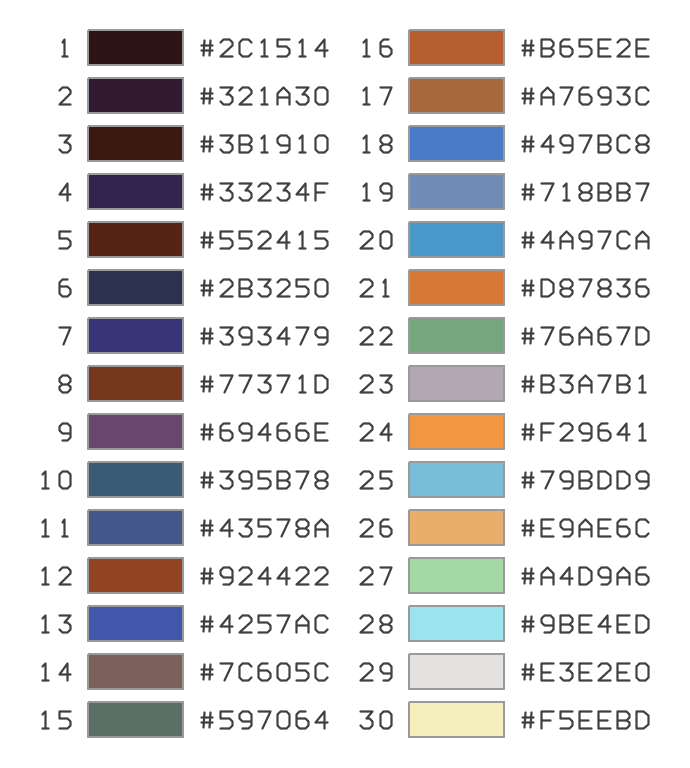 1 #2C1514 16 #B65E2E
2 #321A30 17 #A7693C
3 #3B1910 18 #497BC8
4 #33234F 19 #718BB7
5 #552415 20 #4A97CA
6 #2B3250 21 #D87836
7 #393479 22 #76A67D
8 #77371D 23 #B3A7B1
9 #69466E 24 #F29641
10 #395B78 25 #79BDD9
11 #43578A 26 #E9AE6C
12 #924422 27 #A4D9A6
13 #4257AC 28 #9BE4ED
14 #7C605C 29 #E3E2E0
15 #597064 30 #F5EEBD